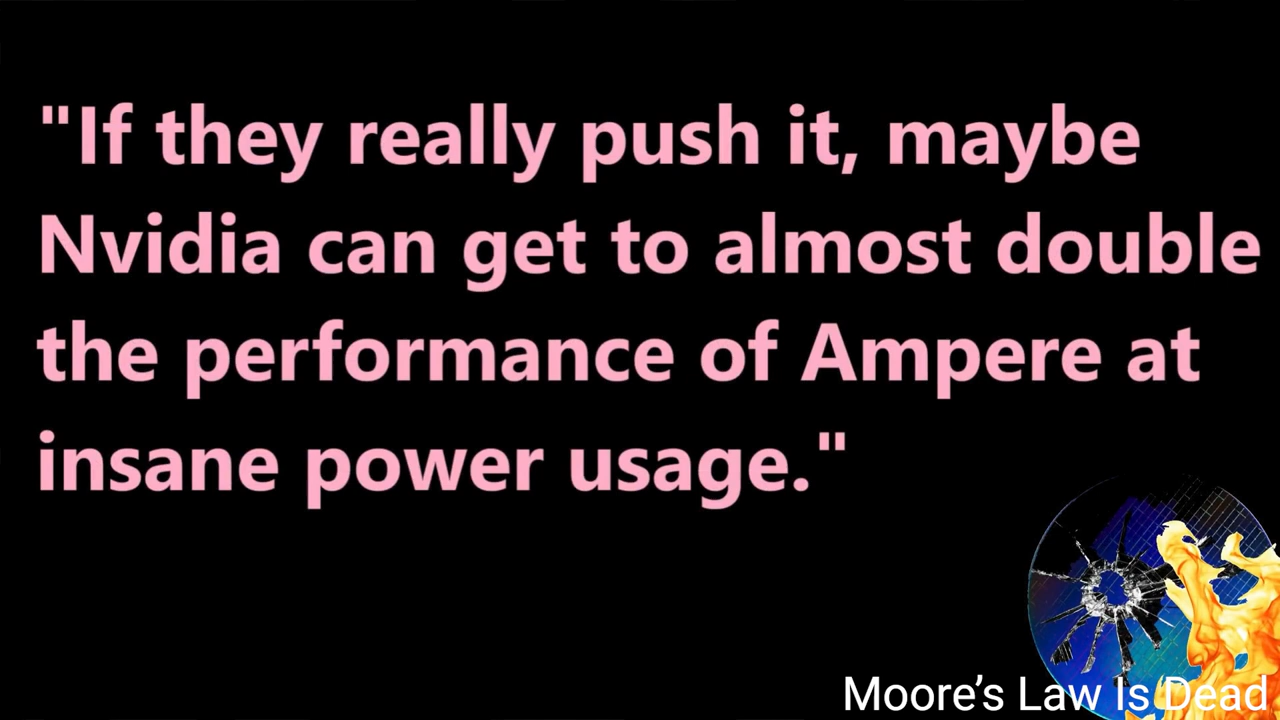 "If they really push it, maybe
Nvidia can get to almost double
the performance of Ampere at
insane power usage."
Moore’s Law Is Dead